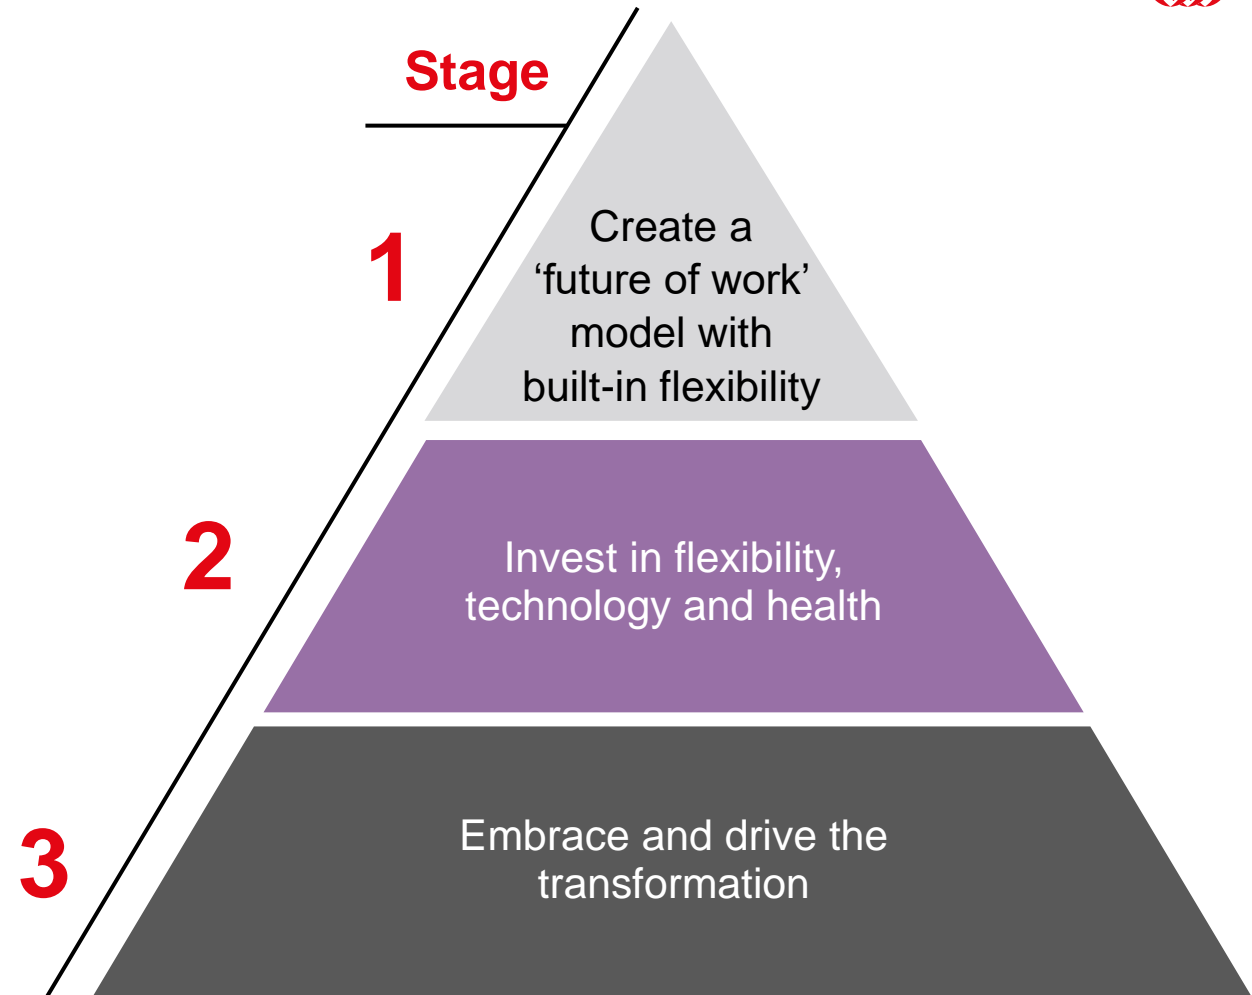 Stage
1
Create a
‘future of work’
model with
built-in flexibility
2
Invest in flexibility,
technology and health
3
Embrace and drive the
transformation